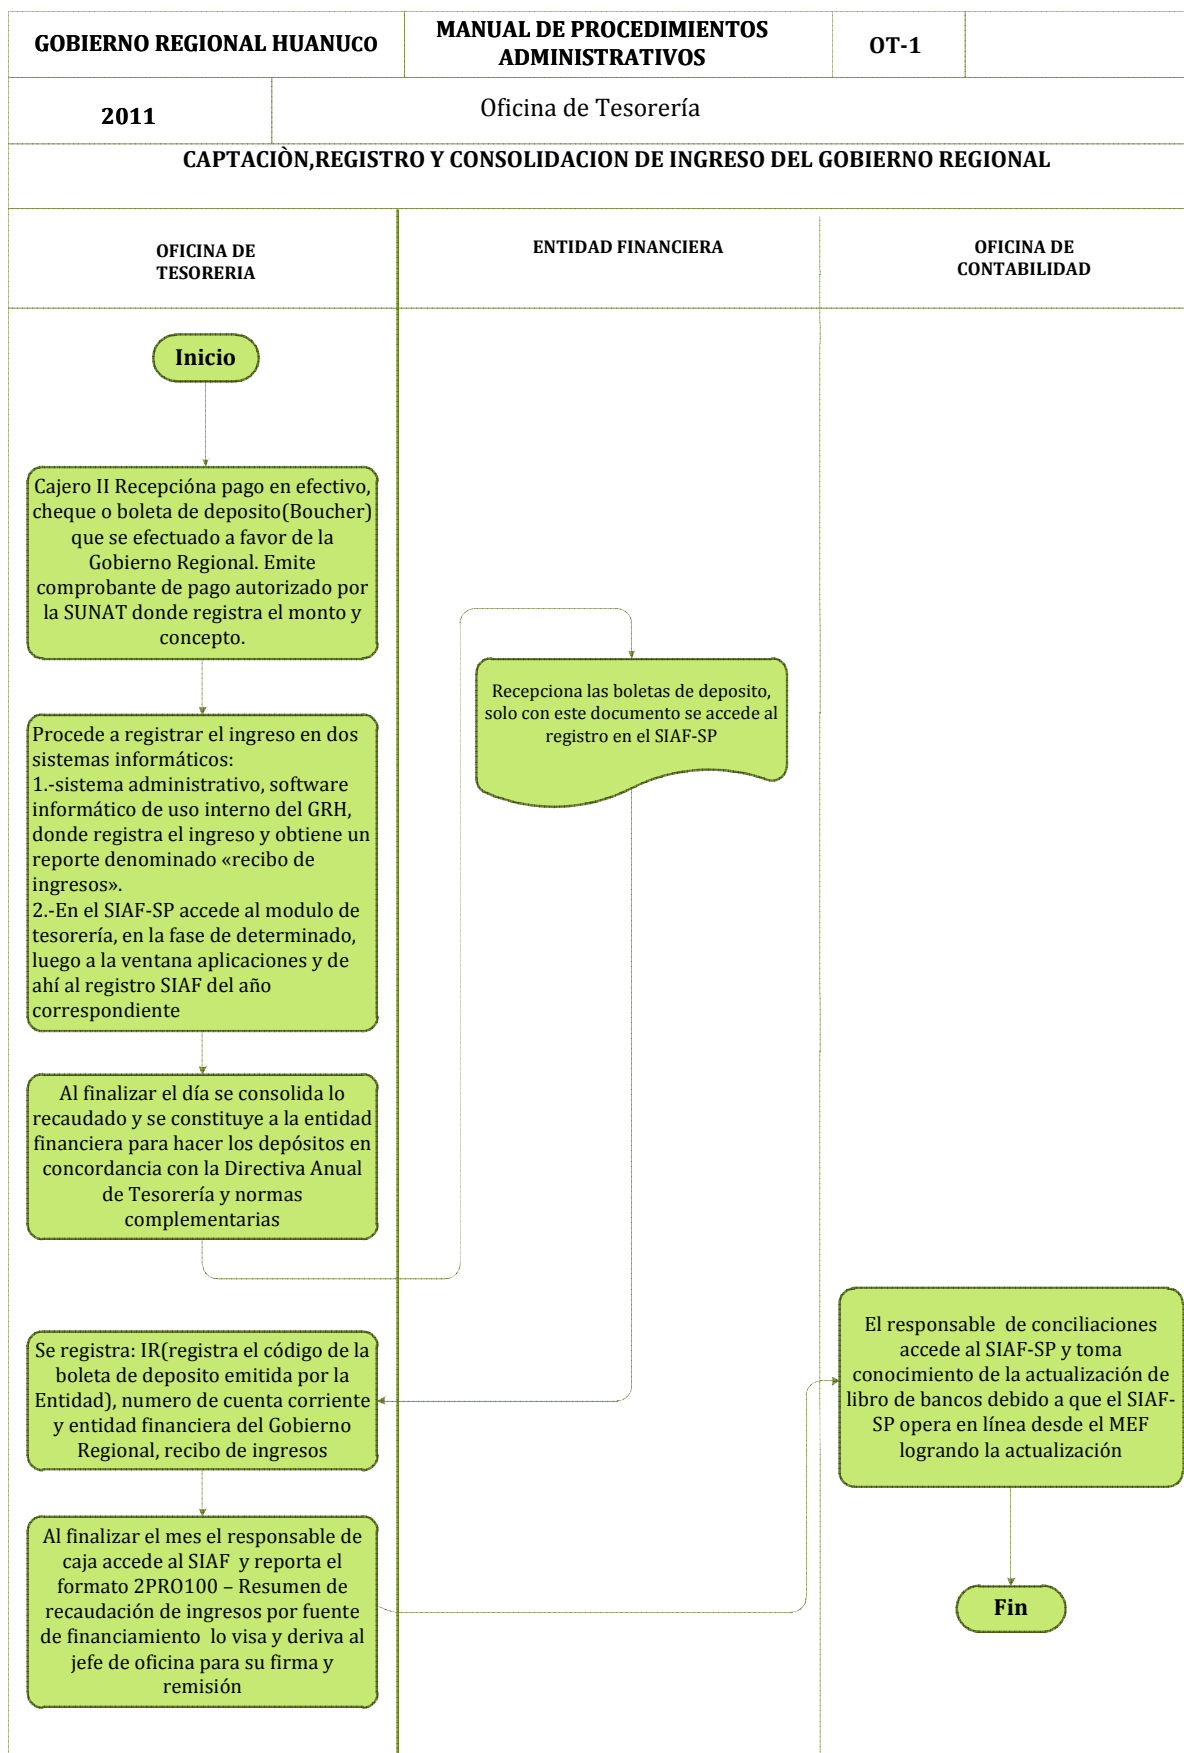 GOBIERNO REGIONAL HUANUCO
MANUAL DE PROCEDIMIENTOS
ADMINISTRATIVOS
OT-1
2011
Oficina de Tesorería
CAPTACIÒN,REGISTRO Y CONSOLIDACION DE INGRESO DEL GOBIERNO REGIONAL
OFICINA DE
TESORERIA
ENTIDAD FINANCIERA
OFICINA DE
CONTABILIDAD
Inicio
Cajero II Recepcióna pago en efectivo,
cheque o boleta de deposito(Boucher)
que se efectuado a favor de la
Gobierno Regional. Emite
comprobante de pago autorizado por
la SUNAT donde registra el monto y
concepto.
Procede a registrar el ingreso en dos
sistemas informáticos:
1.-sistema administrativo, software
informático de uso interno del GRH,
donde registra el ingreso y obtiene un
reporte denominado «recibo de
ingresos».
2.-En el SIAF-SP accede al modulo de
tesorería, en la fase de determinado,
luego a la ventana aplicaciones y de
ahí al registro SIAF del año
correspondiente
Al finalizar el día se consolida lo
recaudado y se constituye a la entidad
financiera para hacer los depósitos en
concordancia con la Directiva Anual
de Tesorería y normas
complementarias
Recepciona las boletas de deposito,
solo con este documento se accede al
registro en el SIAF-SP
Se registra: IR(registra el código de la
boleta de deposito emitida por la
Entidad), numero de cuenta corriente
y entidad financiera del Gobierno
Regional, recibo de ingresos
Al finalizar el mes el responsable de
caja accede al SIAF y reporta el
formato 2PRO100 – Resumen de
recaudación de ingresos por fuente
de financiamiento lo visa y deriva al
jefe de oficina para su firma y
remisión
El responsable de conciliaciones
accede al SIAF-SP y toma
conocimiento de la actualización de
libro de bancos debido a que el SIAF-
SP opera en línea desde el MEF
logrando la actualización
Fin